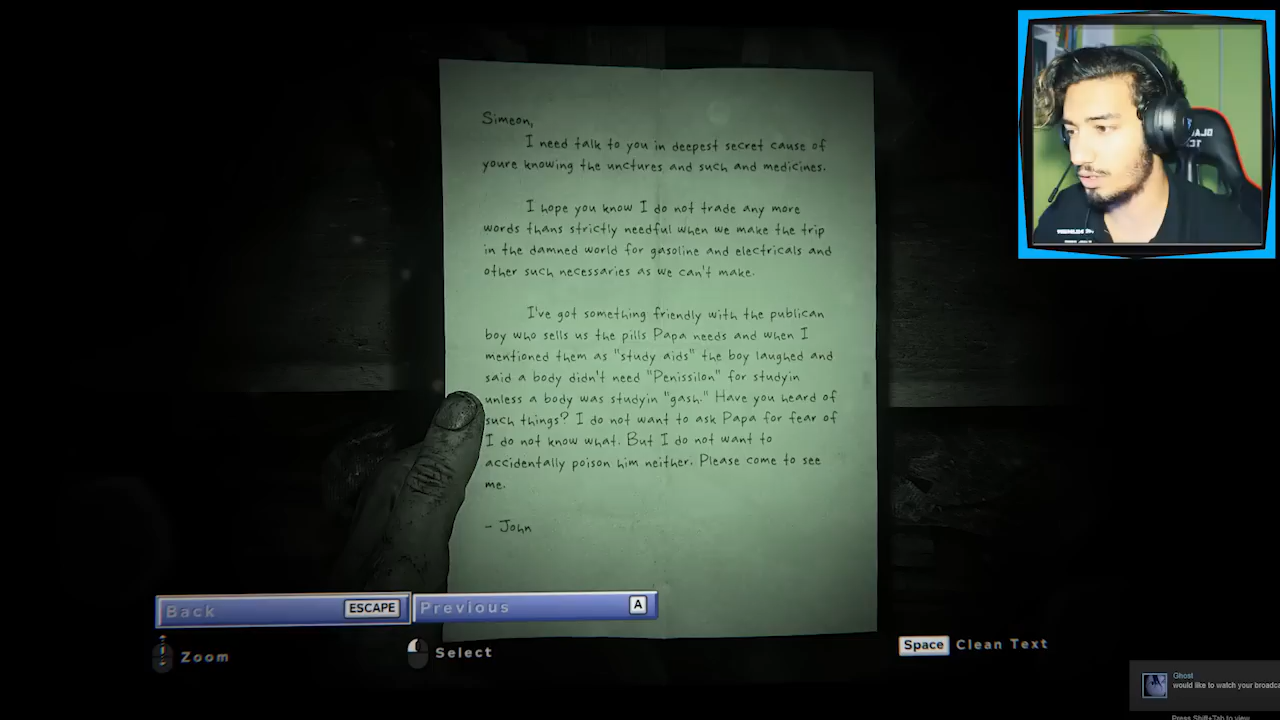 Simeon,
I need talk to you in deepest secret cause of
youre knowing the unctures and such and medicines.
I hope you know I do not trade any more
words thans strictly needful when we make the trip
in the damned world for gasoline and electricals and
other such necessaries as we can't make.
I've got something friendly with the publican
boy who sells us the pills Papa needs and when I
mentioned them as "study aids" the boy laughed and
said a body didn't need "Penissilon" for studyin
unless a body was studyin "gash." Have you heard of
such things? I do not want to ask Papa for fear of
I do not know what. But I do not want to
accidentally poison him neither. Please come to see
me.
- John
Back ESCAPE Previous A
Zoom Select Space Clean Text
Ghost
would like to watch your broadca
Press Shift+Tab to view